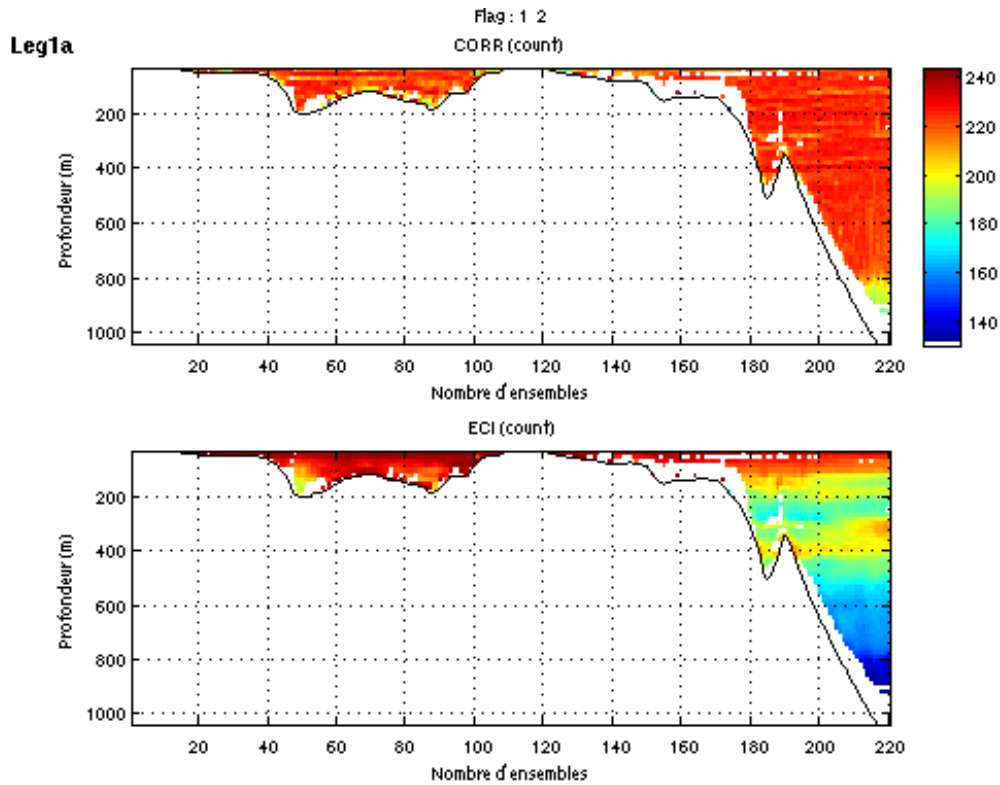 Flag : 1 2
Leg1a
CORR (count)
Profondeur (m)
200
400
600
800
1000
20 40 60 80 100 120 140 160 180 200 220
Nombre d'ensembles
240
220
200
180
160
140
ECI (count)
Profondeur (m)
200
400
600
800
1000
20 40 60 80 100 120 140 160 180 200 220
Nombre d'ensembles